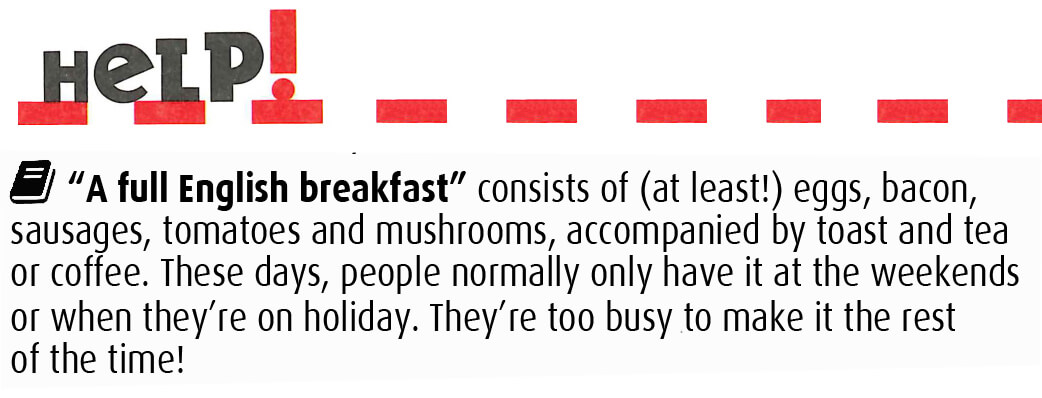 HeLP!
“A full English breakfast” consists of (at least!) eggs, bacon,
sausages, tomatoes and mushrooms, accompanied by toast and tea
or coffee. These days, people normally only have it at the weekends
or when they’re on holiday. They’re too busy to make it the rest
of the time!